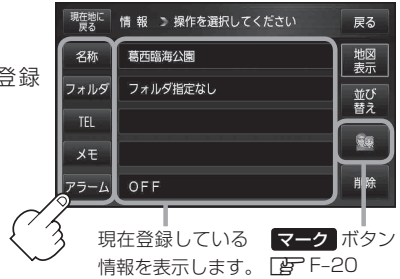 現在地に
戻る
情報 操作を選択してください
戻る
登録
名称
葛西臨海公園
地図
表示
フォルダ
フォルダ指定なし
並び
替え
TEL
メモ
アラーム
OFF
削除
現在登録している
情報を表示します。
マーク ボタン
F-20